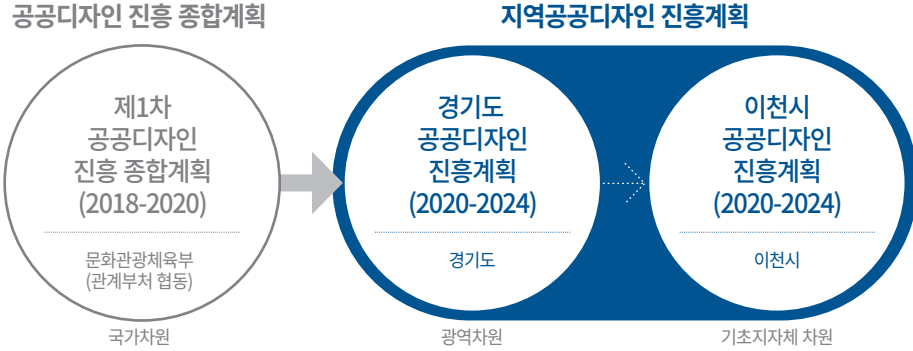 공공디자인 진흥 종합계획
제1차
공공디자인
진흥 종합계획
(2018-2020)
문화관광체육부
(관계부처 협동)
국가차원
지역공공디자인 진흥계획
경기도
공공디자인
진흥계획
(2020-2024)
경기도
광역차원
이천시
공공디자인
진흥계획
(2020-2024)
이천시
기초지자체 차원